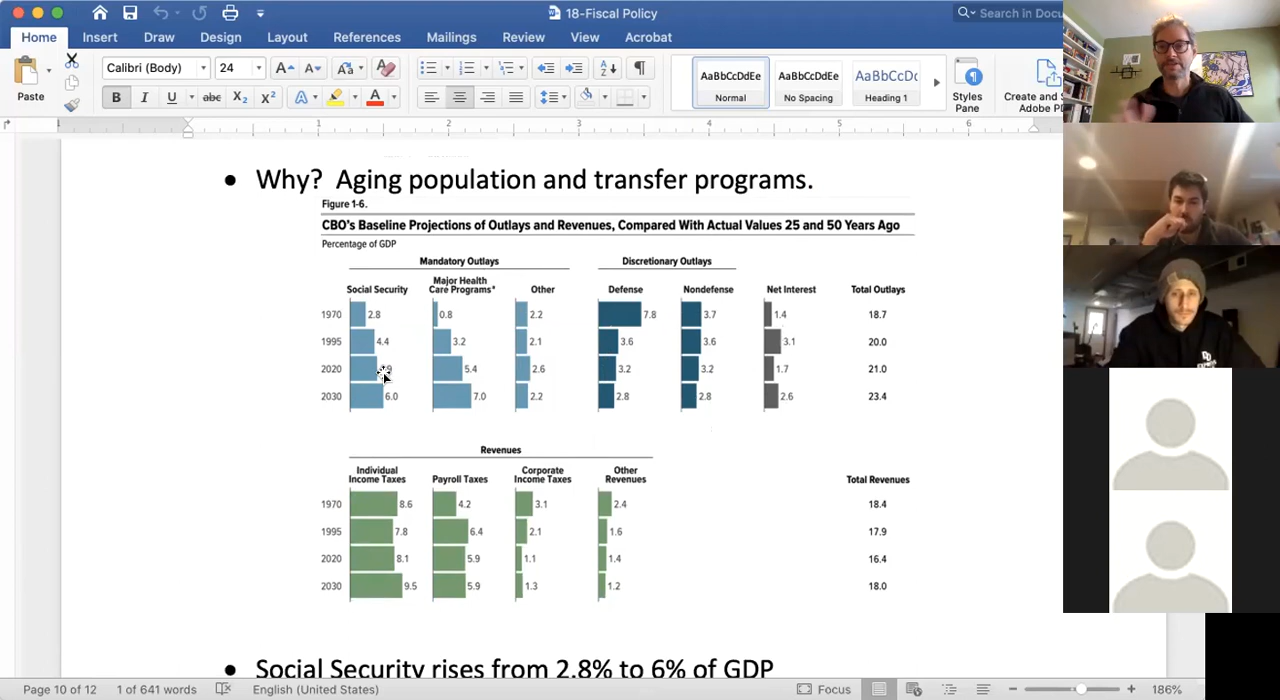 18-Fiscal Policy
Search in Docu
Home Insert Draw Design Layout References Mailings Review View Acrobat
Paste
Calibri (Body) 24
AaBbCcDdEe AaBbCcDdEe AaBbCcDc
Normal No Spacing Heading 1
Styles Pane
Create and S
Adobe PD
1 1 2 3 4 5 6
• Why? Aging population and transfer programs.
Figure 1-6.
CBO's Baseline Projections of Outlays and Revenues, Compared With Actual Values 25 and 50 Years Ago
Percentage of GDP
Mandatory Outlays Discretionary Outlays
Social Security Major Health Care Programsᵃ Other Defense Nondefense Net Interest Total Outlays
1970 2.8 0.8 2.2 7.8 3.7 1.4 18.7
1995 4.4 3.2 2.1 3.6 3.6 3.1 20.0
2020 5.4 2.6 3.2 3.2 1.7 21.0
2030 6.0 7.0 2.2 2.8 2.8 2.6 23.4
Revenues
Individual Income Taxes Payroll Taxes Corporate Income Taxes Other Revenues Total Revenues
1970 8.6 4.2 3.1 2.4 18.4
1995 7.8 6.4 2.1 1.6 17.9
2020 8.1 5.9 1.1 1.4 16.4
2030 9.5 5.9 1.3 1.2 18.0
• Social Security rises from 2.8% to 6% of GDP
Page 10 of 12 1 of 641 words English (United States) Focus 186%